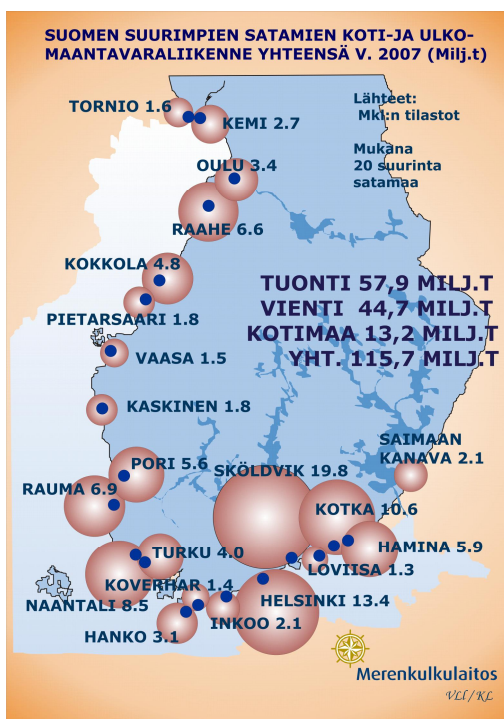 SUOMEN SUURIMPIEN SATAMIEN KOTI-JA ULKO-
MAANTAVARALIIKENNE YHTEENSÄ V. 2007 (Milj.t)
TORNIO 1.6
KEMI 2.7
Lähteet:
Mkl:n tilastot
Mukana
20 suurinta
satamaa
OULU 3.4
RAAHE 6.6
KOKKOLA 4.8
PIETARSAARI 1.8
TUONTI 57,9 MILJ.T
VIENTI 44,7 MILJ.T
KOTIMAA 13,2 MILJ.T
YHT. 115,7 MILJ.T
VAASA 1.5
KASKINEN 1.8
SAIMAAN
KANAVA 2.1
PORI 5.6
SKÖLDVIK 19.8
RAUMA 6.9
KOTKA 10.6
HAMINA 5.9
TURKU 4.0
LOVIISA 1.3
KOVERHAR 1.4
NAANTALI 8.5
HELSINKI 13.4
INKOO 2.1
HANKO 3.1
Merenkulkulaitos
VLl / KL